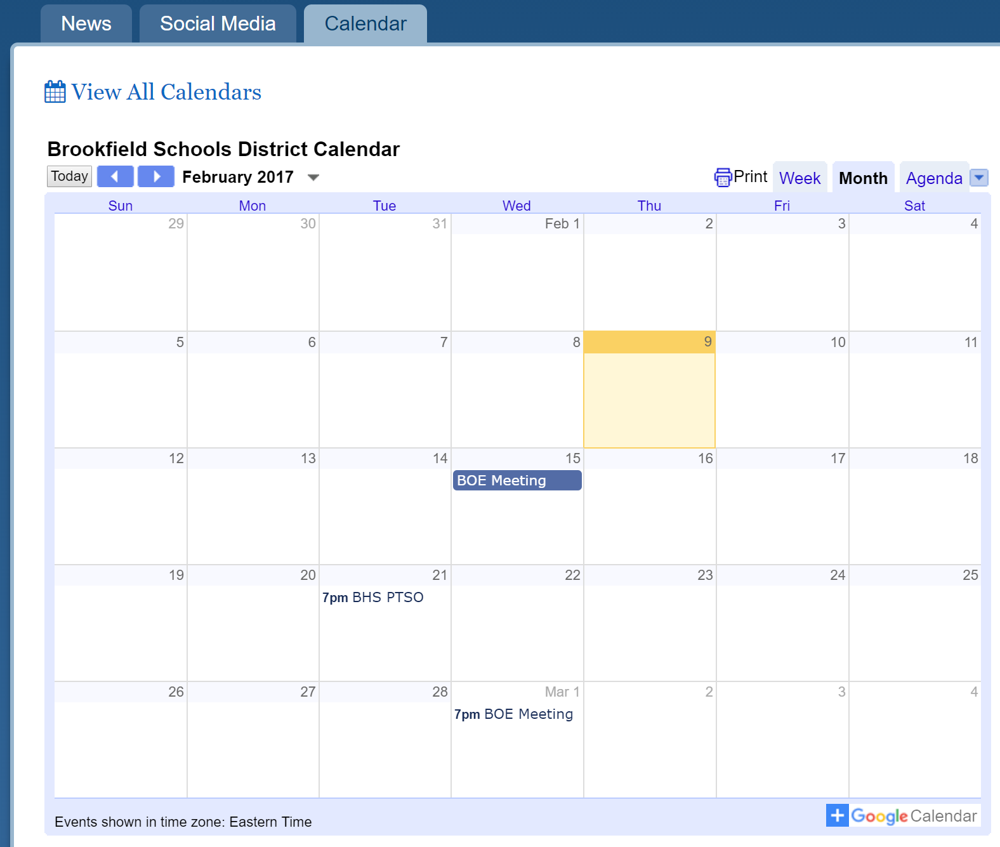 News Social Media Calendar
View All Calendars
Brookfield Schools District Calendar
Today February 2017 Print Week Month Agenda
Sun Mon Tue Wed Thu Fri Sat
29 30 31 Feb 1 2 3 4
5 6 7 8 9 10 11
12 13 14 15 16 17 18
BOE Meeting
19 20 21 22 23 24 25
7pm BHS PTSO
26 27 28 Mar 1 2 3 4
7pm BOE Meeting
Events shown in time zone: Eastern Time
+ Google Calendar